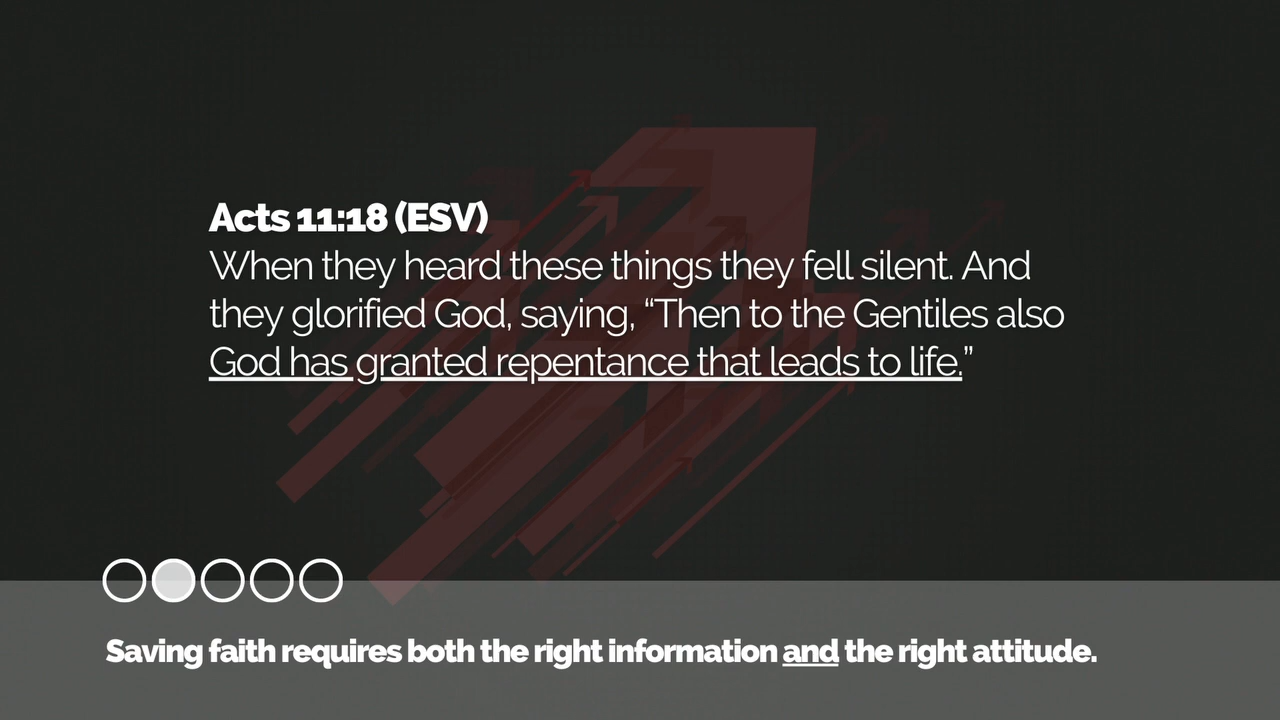 Acts 11:18 (ESV)
When they heard these things they fell silent. And
they glorified God, saying, “Then to the Gentiles also
God has granted repentance that leads to life.”
Saving faith requires both the right information and the right attitude.